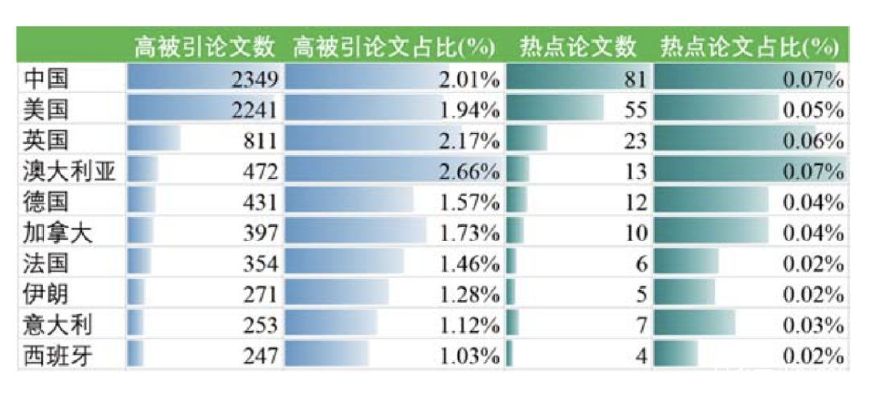 高被引论文数 高被引论文占比(%) 热点论文数 热点论文占比(%)
中国 2349 2.01% 81 0.07%
美国 2241 1.94% 55 0.05%
英国 811 2.17% 23 0.06%
澳大利亚 472 2.66% 13 0.07%
德国 431 1.57% 12 0.04%
加拿大 397 1.73% 10 0.04%
法国 354 1.46% 6 0.02%
伊朗 271 1.28% 5 0.02%
意大利 253 1.12% 7 0.03%
西班牙 247 1.03% 4 0.02%